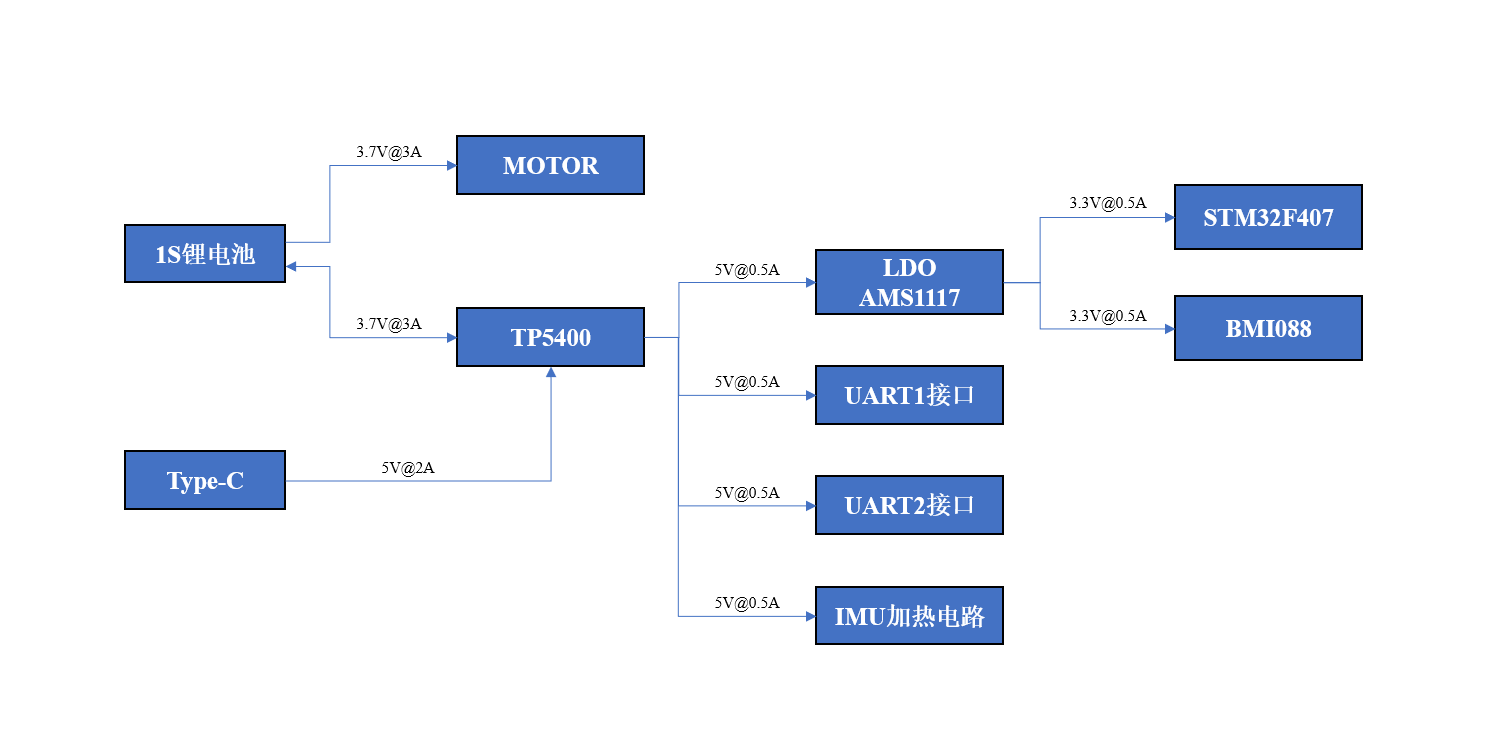 3.7V@3A
MOTOR
1S锂电池
3.7V@3A
TP5400
Type-C
5V@2A
5V@0.5A
LDO
AMS1117
5V@0.5A
UART1接口
5V@0.5A
UART2接口
5V@0.5A
IMU加热电路
3.3V@0.5A
STM32F407
3.3V@0.5A
BMI088